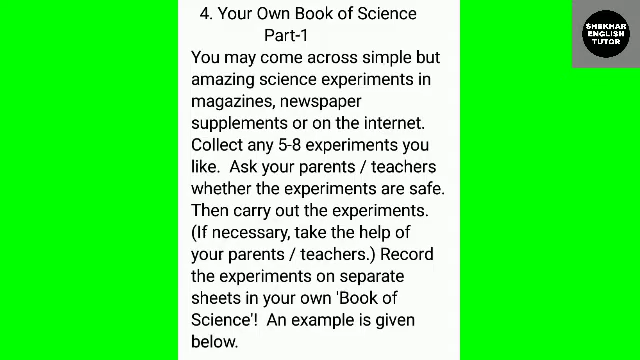 4. Your Own Book of Science
Part-1
You may come across simple but
amazing science experiments in
magazines, newspaper
supplements or on the internet.
Collect any 5-8 experiments you
like. Ask your parents / teachers
whether the experiments are safe.
Then carry out the experiments.
(If necessary, take the help of
your parents / teachers.) Record
the experiments on separate
sheets in your own 'Book of
Science'! An example is given
below.
SHEKHAR
ENGLISH
TUTOR